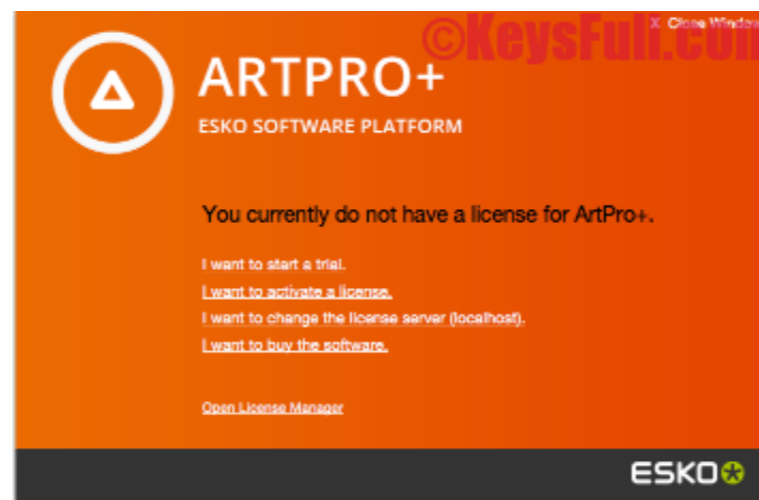 X Close Window
©KeysFull.com
ARTPRO+
ESKO SOFTWARE PLATFORM
You currently do not have a license for ArtPro+.
I want to start a trial.
I want to activate a license.
I want to change the license server (localhost).
I want to buy the software.
Open License Manager
ESKO